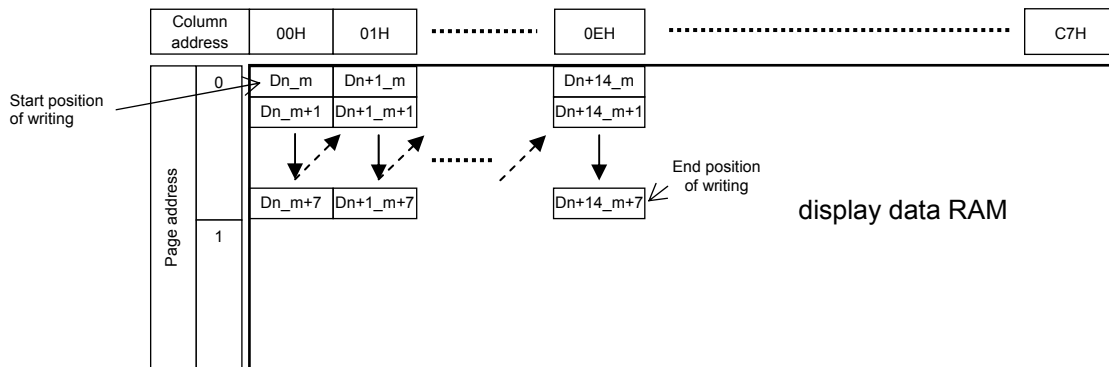 Column address 00H 01H 0EH C7H
Start position of writing
Page address
0 Dn_m Dn+1_m Dn+14_m
Dn_m+1 Dn+1_m+1 Dn+14_m+1
End position of writing
Dn_m+7 Dn+1_m+7 Dn+14_m+7
display data RAM
1